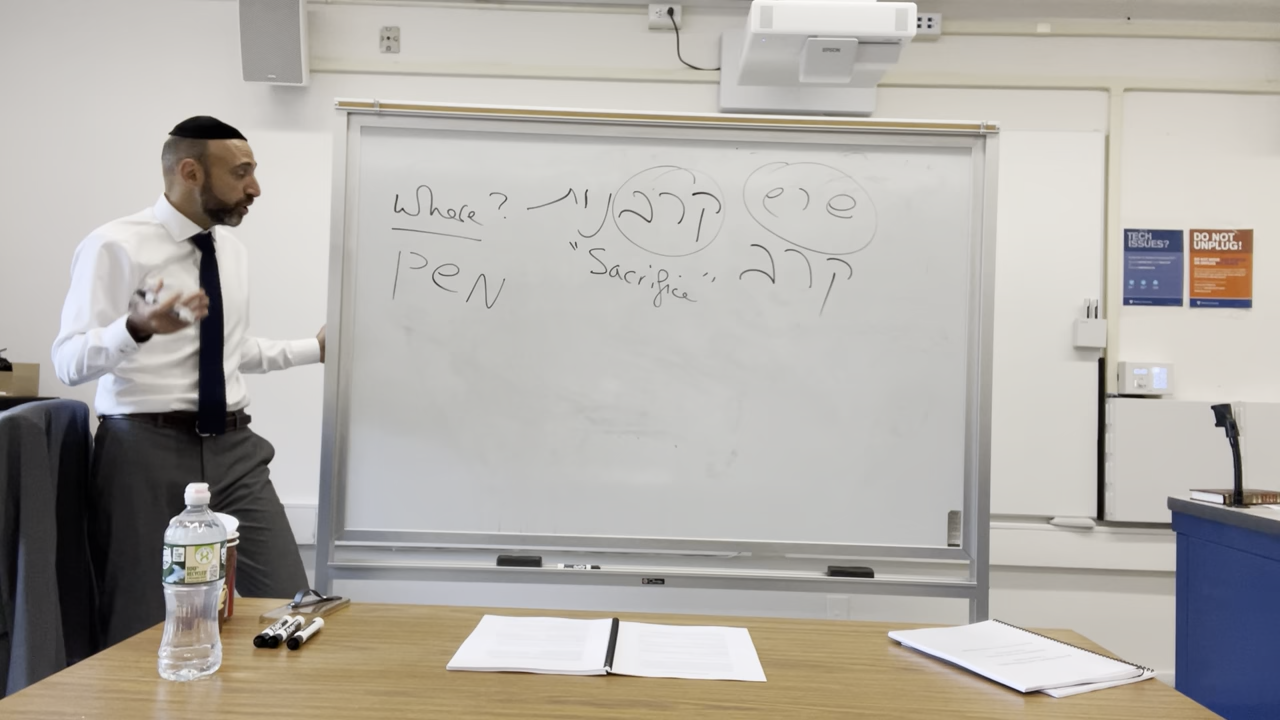 Where?
PeN
קרבנות
"Sacrifice"
שרש
קרב
EPSON
TECH
ISSUES?
DO NOT
UNPLUG!